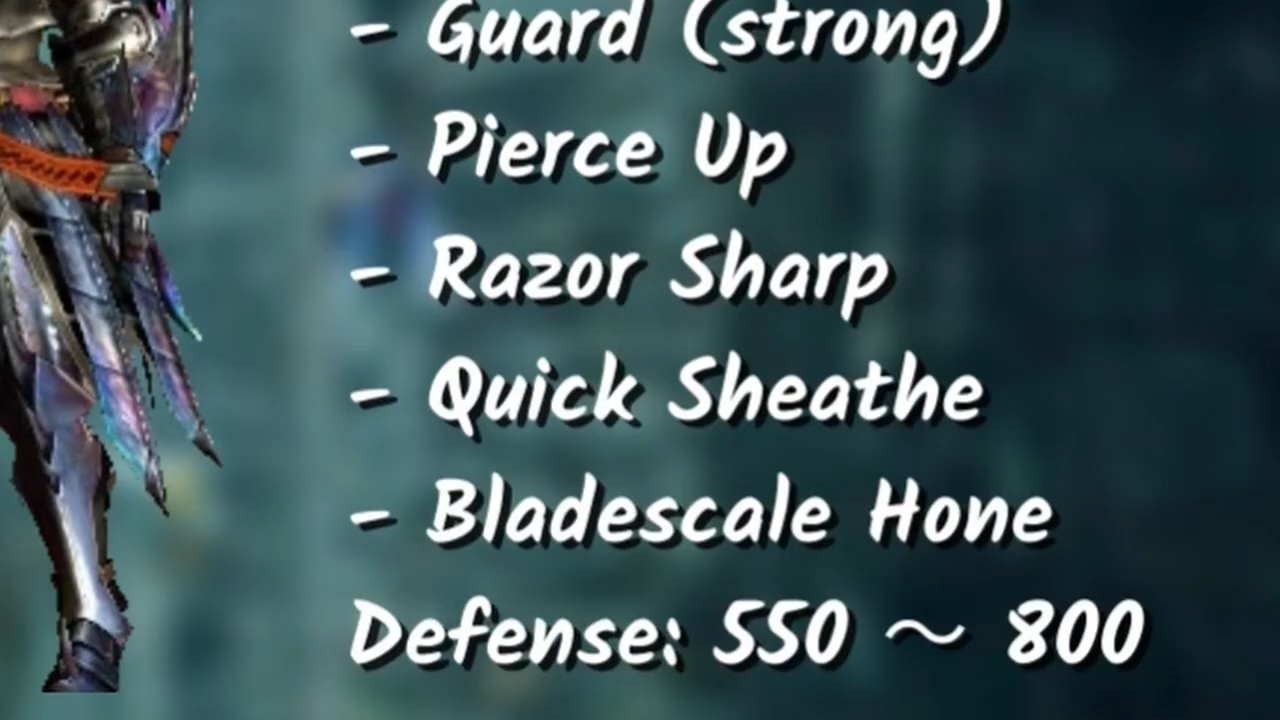 - Guard (strong)
- Pierce Up
- Razor Sharp
- Quick Sheathe
- Bladescale Hone
Defense: 550 ～ 800